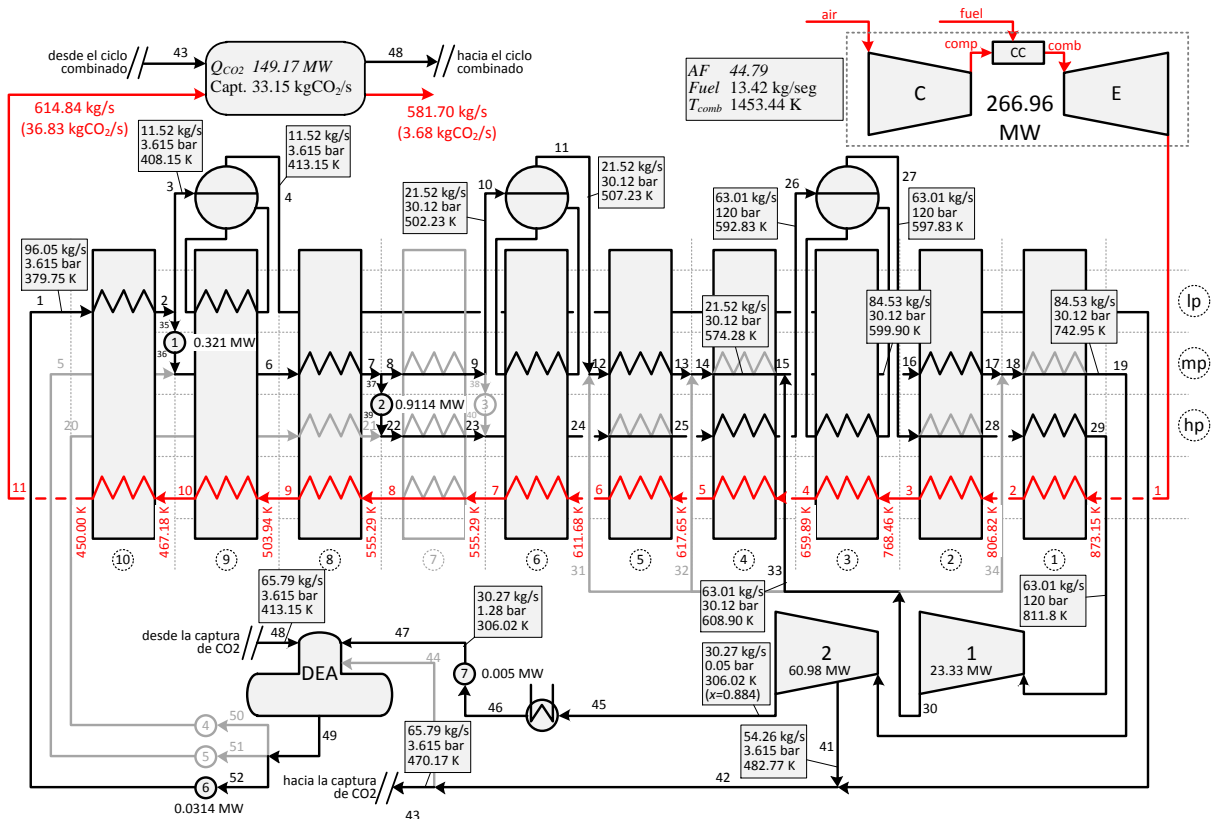 air
fuel
comp
comb
CC
C
E
266.96
MW
AF 44.79
Fuel 13.42 kg/seg
T_comb 1453.44 K
desde el ciclo
combinado
43
Q_CO2 149.17 MW
Capt. 33.15 kgCO₂/s
48
hacia el ciclo
combinado
614.84 kg/s
(36.83 kgCO₂/s)
581.70 kg/s
(3.68 kgCO₂/s)
11.52 kg/s
3.615 bar
408.15 K
11.52 kg/s
3.615 bar
413.15 K
3
4
21.52 kg/s
30.12 bar
502.23 K
10
11
21.52 kg/s
30.12 bar
507.23 K
63.01 kg/s
120 bar
592.83 K
26
27
63.01 kg/s
120 bar
597.83 K
96.05 kg/s
3.615 bar
379.75 K
1
2
35
1
0.321 MW
36
21.52 kg/s
30.12 bar
574.28 K
84.53 kg/s
30.12 bar
599.90 K
84.53 kg/s
30.12 bar
742.95 K
lp
5
6
7
8
9
12
13
14
15
16
17
18
19
mp
37
2
0.9114 MW
39
38
3
40
20
21
22
23
24
25
28
29
hp
11
10
9
8
7
6
5
4
3
2
1
450.00 K
467.18 K
503.94 K
555.29 K
555.29 K
611.68 K
617.65 K
659.89 K
768.46 K
806.82 K
873.15 K
10
9
8
7
6
5
4
3
2
1
31
32
33
34
65.79 kg/s
3.615 bar
413.15 K
48
desde la captura
de CO2
DEA
30.27 kg/s
1.28 bar
306.02 K
47
44
7
0.005 MW
46
45
63.01 kg/s
30.12 bar
608.90 K
30.27 kg/s
0.05 bar
306.02 K
(x=0.884)
2
60.98 MW
1
23.33 MW
63.01 kg/s
120 bar
811.8 K
30
49
4
50
5
51
6
52
0.0314 MW
65.79 kg/s
3.615 bar
470.17 K
hacia la captura
de CO2
43
42
54.26 kg/s
3.615 bar
482.77 K
41